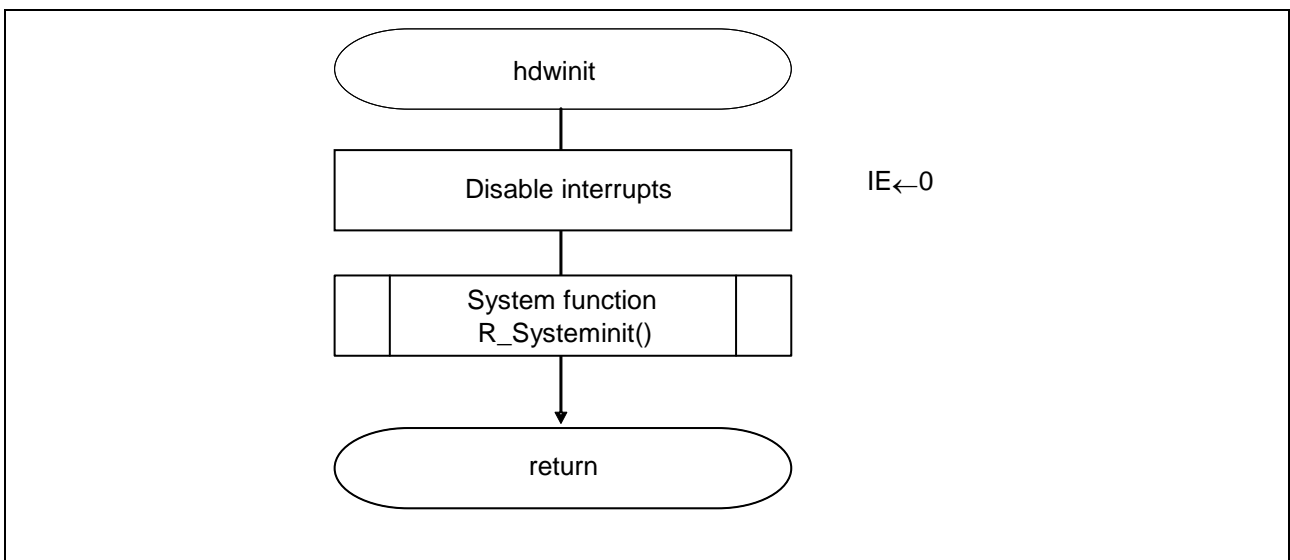 hdwinit
Disable interrupts
IE←0
System function
R_Systeminit()
return